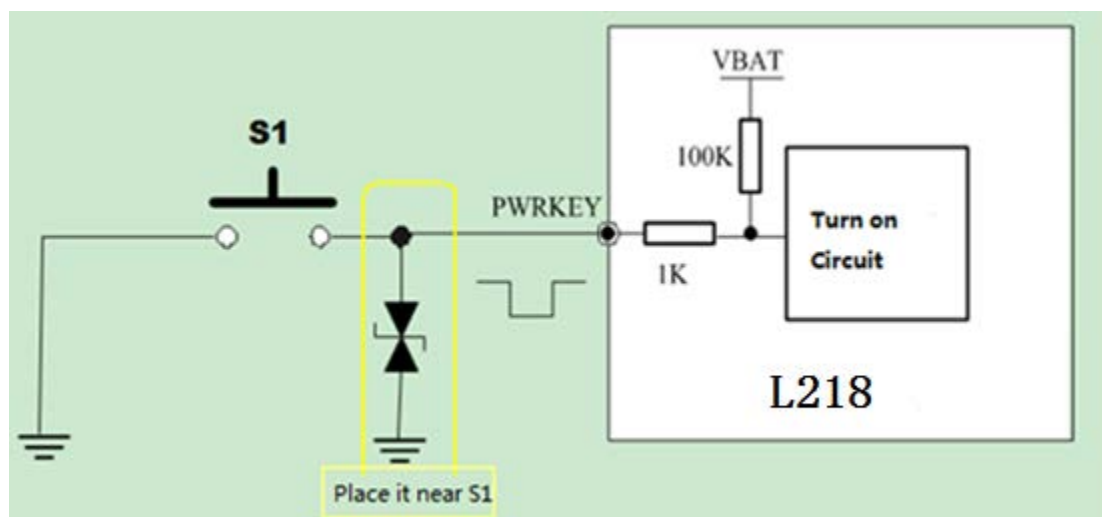 VBAT
S1
100K
PWRKEY
Turn on
Circuit
1K
L218
Place it near S1